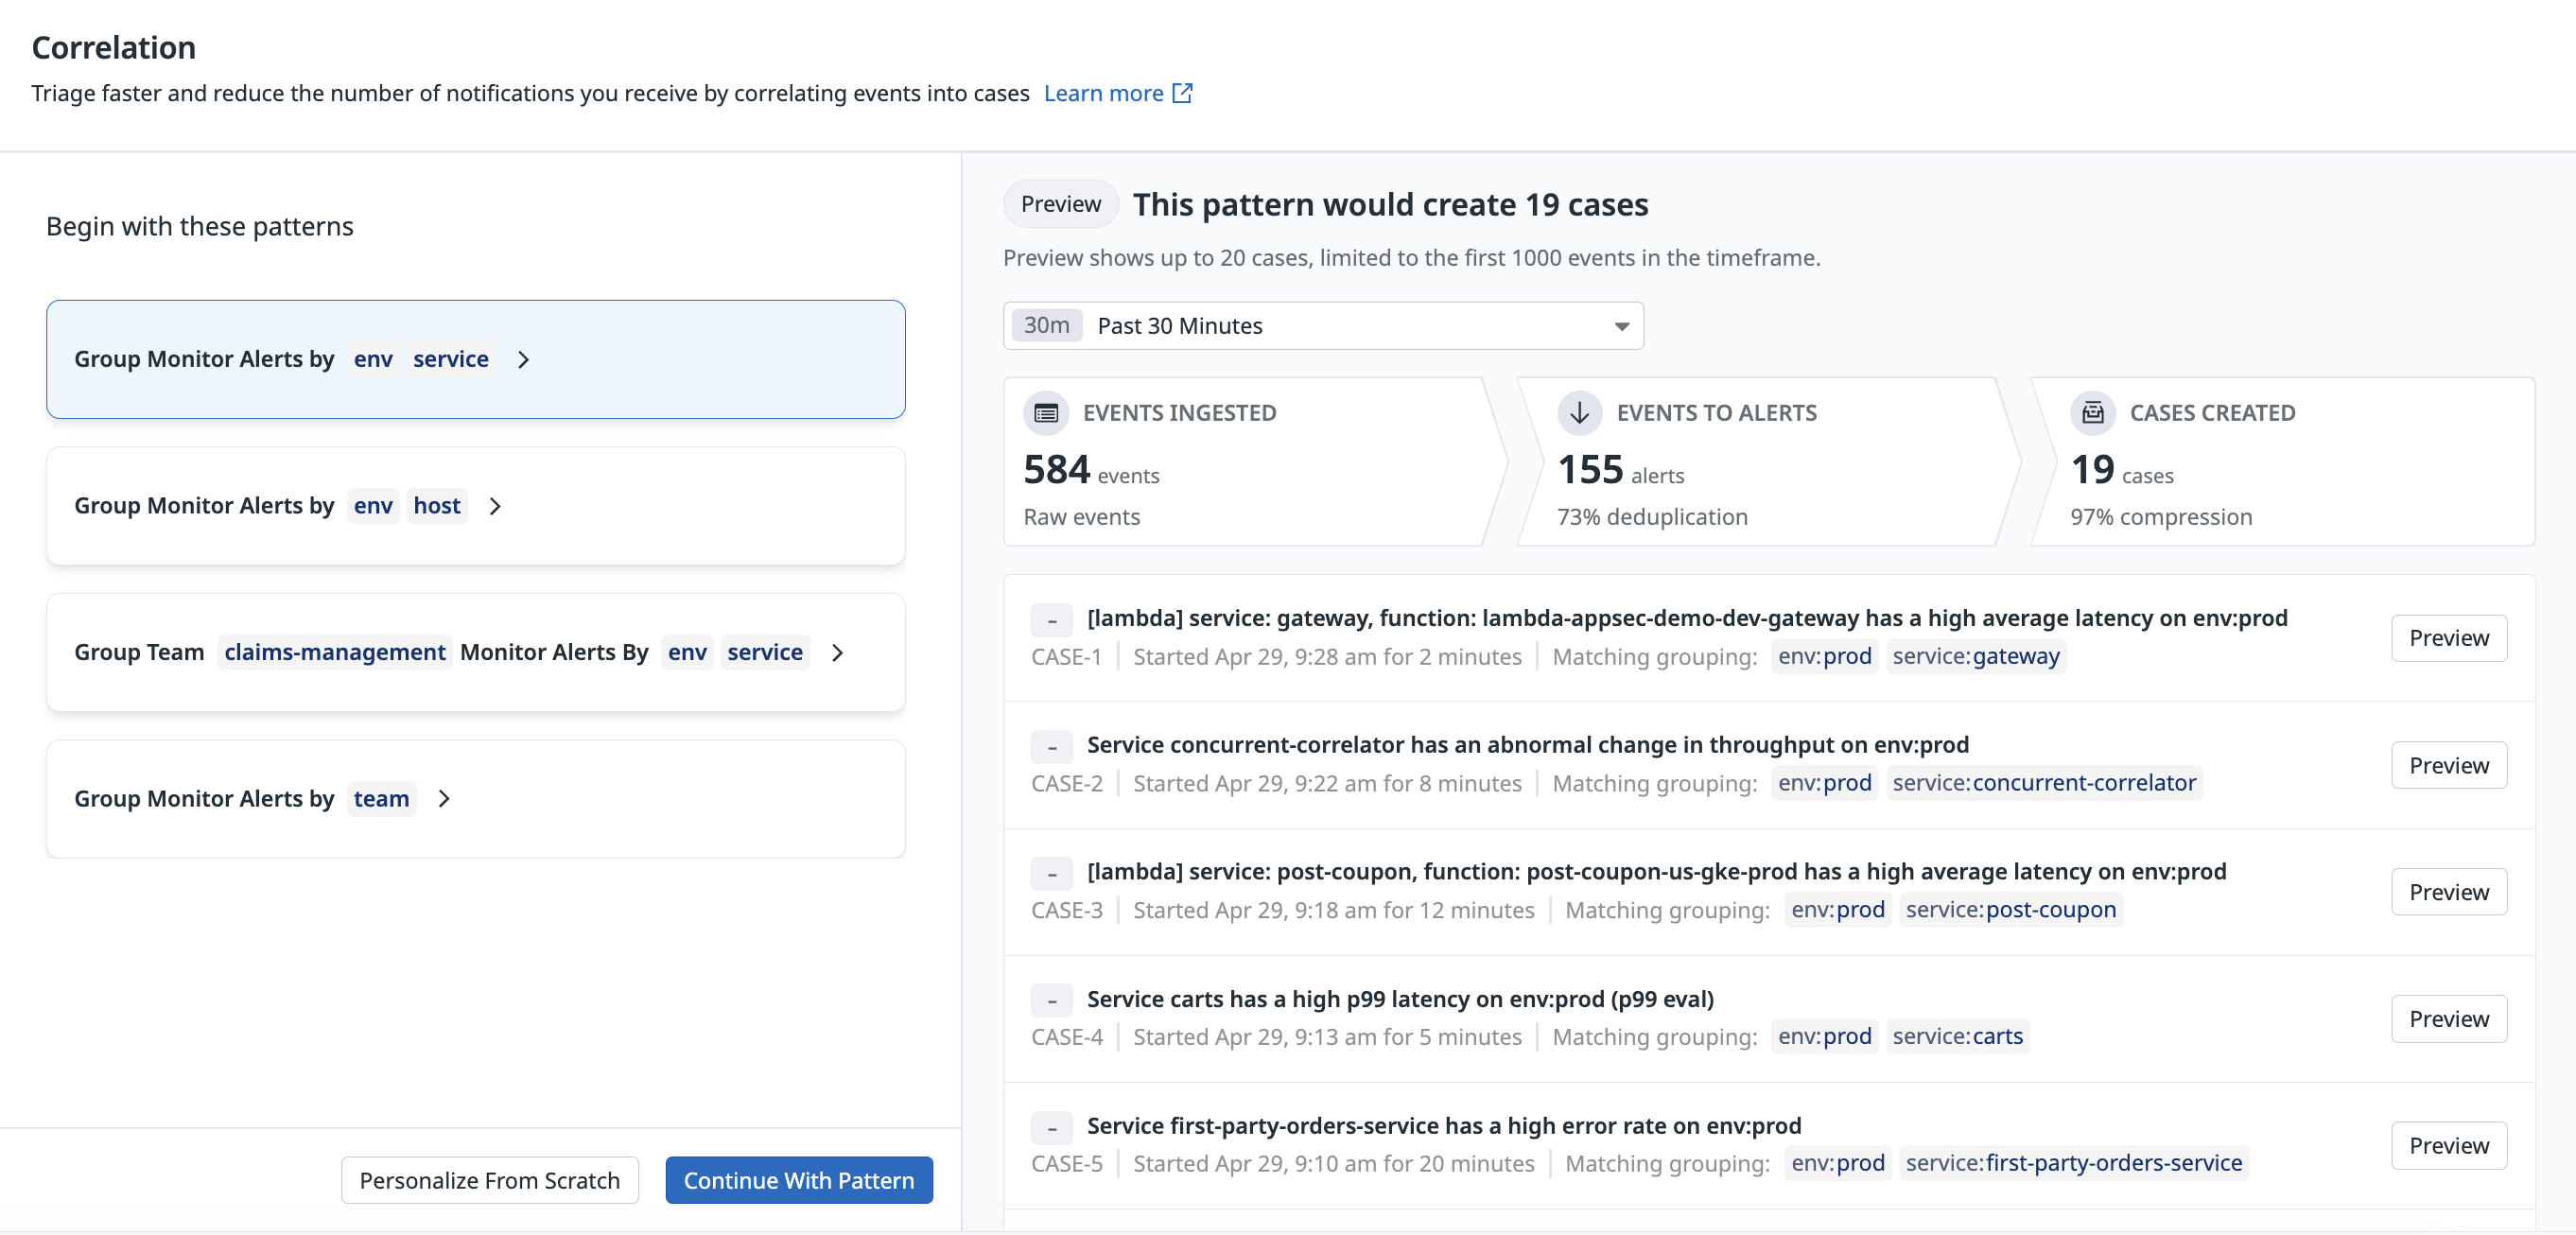 Correlation
Triage faster and reduce the number of notifications you receive by correlating events into cases Learn more
Begin with these patterns
Group Monitor Alerts by env service
Group Monitor Alerts by env host
Group Team claims-management Monitor Alerts By env service
Group Monitor Alerts by team
Personalize From Scratch Continue With Pattern
Preview This pattern would create 19 cases
Preview shows up to 20 cases, limited to the first 1000 events in the timeframe.
30m Past 30 Minutes
EVENTS INGESTED
584 events
Raw events
EVENTS TO ALERTS
155 alerts
73% deduplication
CASES CREATED
19 cases
97% compression
- [lambda] service: gateway, function: lambda-appsec-demo-dev-gateway has a high average latency on env:prod
CASE-1 Started Apr 29, 9:28 am for 2 minutes Matching grouping: env:prod service:gateway
Preview
- Service concurrent-correlator has an abnormal change in throughput on env:prod
CASE-2 Started Apr 29, 9:22 am for 8 minutes Matching grouping: env:prod service:concurrent-correlator
Preview
- [lambda] service: post-coupon, function: post-coupon-us-gke-prod has a high average latency on env:prod
CASE-3 Started Apr 29, 9:18 am for 12 minutes Matching grouping: env:prod service:post-coupon
Preview
- Service carts has a high p99 latency on env:prod (p99 eval)
CASE-4 Started Apr 29, 9:13 am for 5 minutes Matching grouping: env:prod service:carts
Preview
- Service first-party-orders-service has a high error rate on env:prod
CASE-5 Started Apr 29, 9:10 am for 20 minutes Matching grouping: env:prod service:first-party-orders-service
Preview